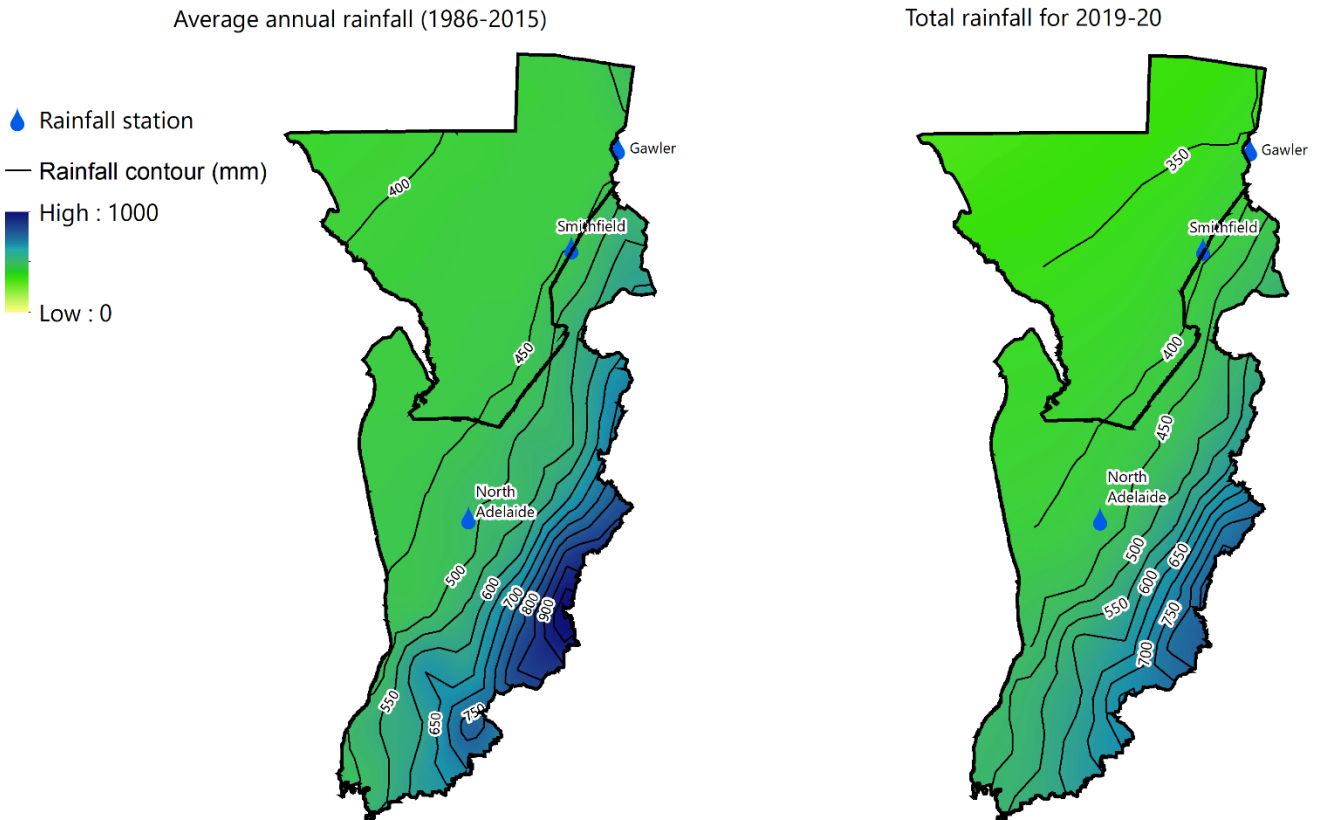 Average annual rainfall (1986-2015)
Total rainfall for 2019-20
Rainfall station
Rainfall contour (mm)
High : 1000
Low : 0
Gawler
400
Smithfield
450
North
Adelaide
500
600
700
800
900
550
650
750
Gawler
350
Smithfield
400
450
North
Adelaide
500
650
600
550
750
700